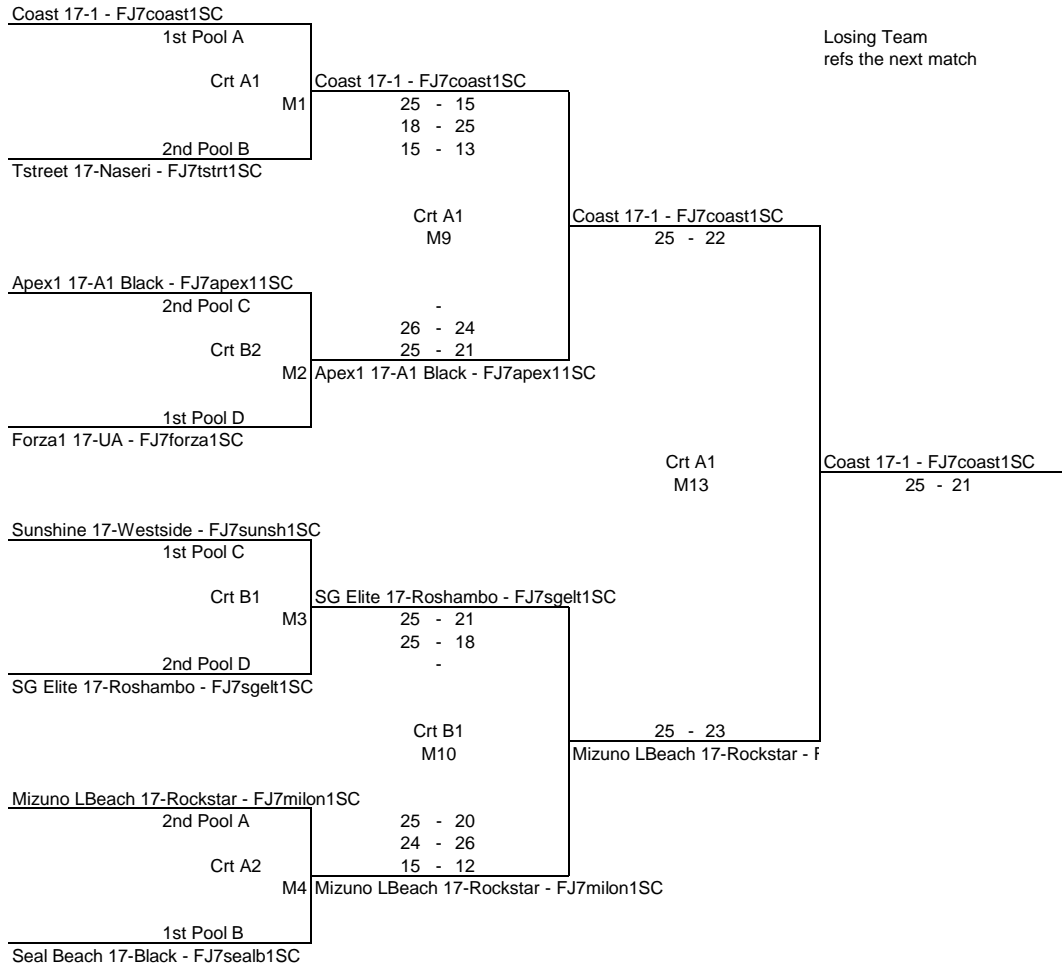 Coast 17-1 - FJ7coast1SC
1st Pool A
Losing Team
refs the next match
Crt A1
Coast 17-1 - FJ7coast1SC
M1
25 - 15
18 - 25
2nd Pool B
15 - 13
Tstreet 17-Naseri - FJ7tstrt1SC
Crt A1
Coast 17-1 - FJ7coast1SC
M9
25 - 22
Apex1 17-A1 Black - FJ7apex11SC
2nd Pool C
-
26 - 24
Crt B2
25 - 21
M2
Apex1 17-A1 Black - FJ7apex11SC
1st Pool D
Forza1 17-UA - FJ7forza1SC
Crt A1
Coast 17-1 - FJ7coast1SC
M13
25 - 21
Sunshine 17-Westside - FJ7sunsh1SC
1st Pool C
Crt B1
SG Elite 17-Roshambo - FJ7sgelt1SC
M3
25 - 21
25 - 18
2nd Pool D
-
SG Elite 17-Roshambo - FJ7sgelt1SC
Crt B1
25 - 23
M10
Mizuno LBeach 17-Rockstar - F
Mizuno LBeach 17-Rockstar - FJ7milon1SC
2nd Pool A
25 - 20
24 - 26
Crt A2
15 - 12
M4
Mizuno LBeach 17-Rockstar - FJ7milon1SC
1st Pool B
Seal Beach 17-Black - FJ7sealb1SC